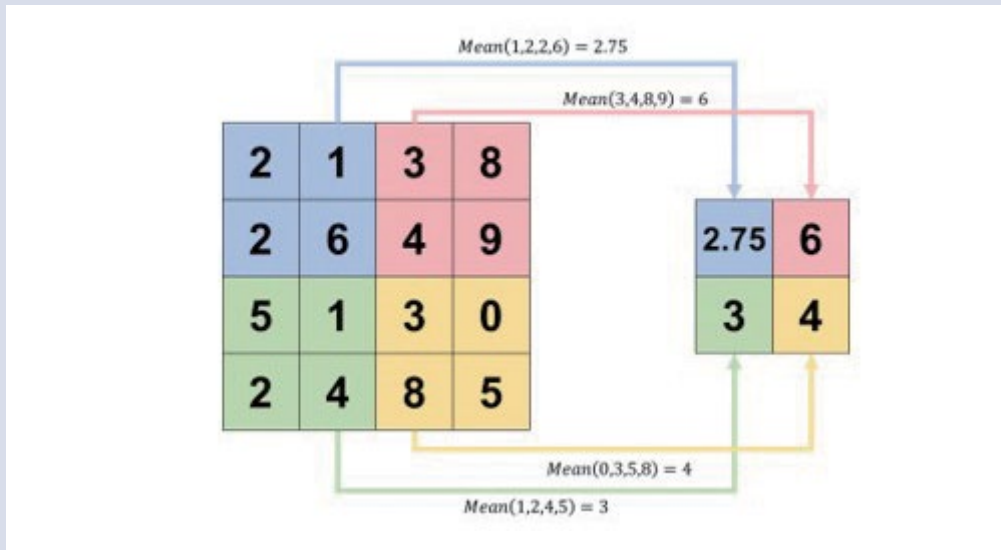 Mean(1,2,2,6) = 2.75
Mean(3,4,8,9) = 6
2 1 3 8
2 6 4 9
2.75 6
5 1 3 0
3 4
2 4 8 5
Mean(0,3,5,8) = 4
Mean(1,2,4,5) = 3